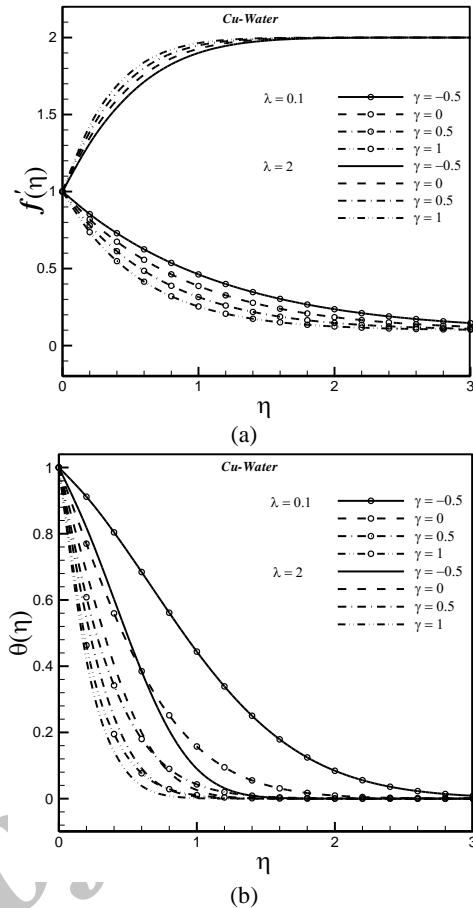 Cu-Water
2
1.5
1
0.5
0
f'(η)
λ = 0.1
γ = −0.5
γ = 0
γ = 0.5
γ = 1
λ = 2
γ = −0.5
γ = 0
γ = 0.5
γ = 1
0 1 2 3
η
(a)
Cu-Water
1
0.8
0.6
0.4
0.2
0
θ(η)
λ = 0.1
γ = −0.5
γ = 0
γ = 0.5
γ = 1
λ = 2
γ = −0.5
γ = 0
γ = 0.5
γ = 1
0 1 2 3
η
(b)